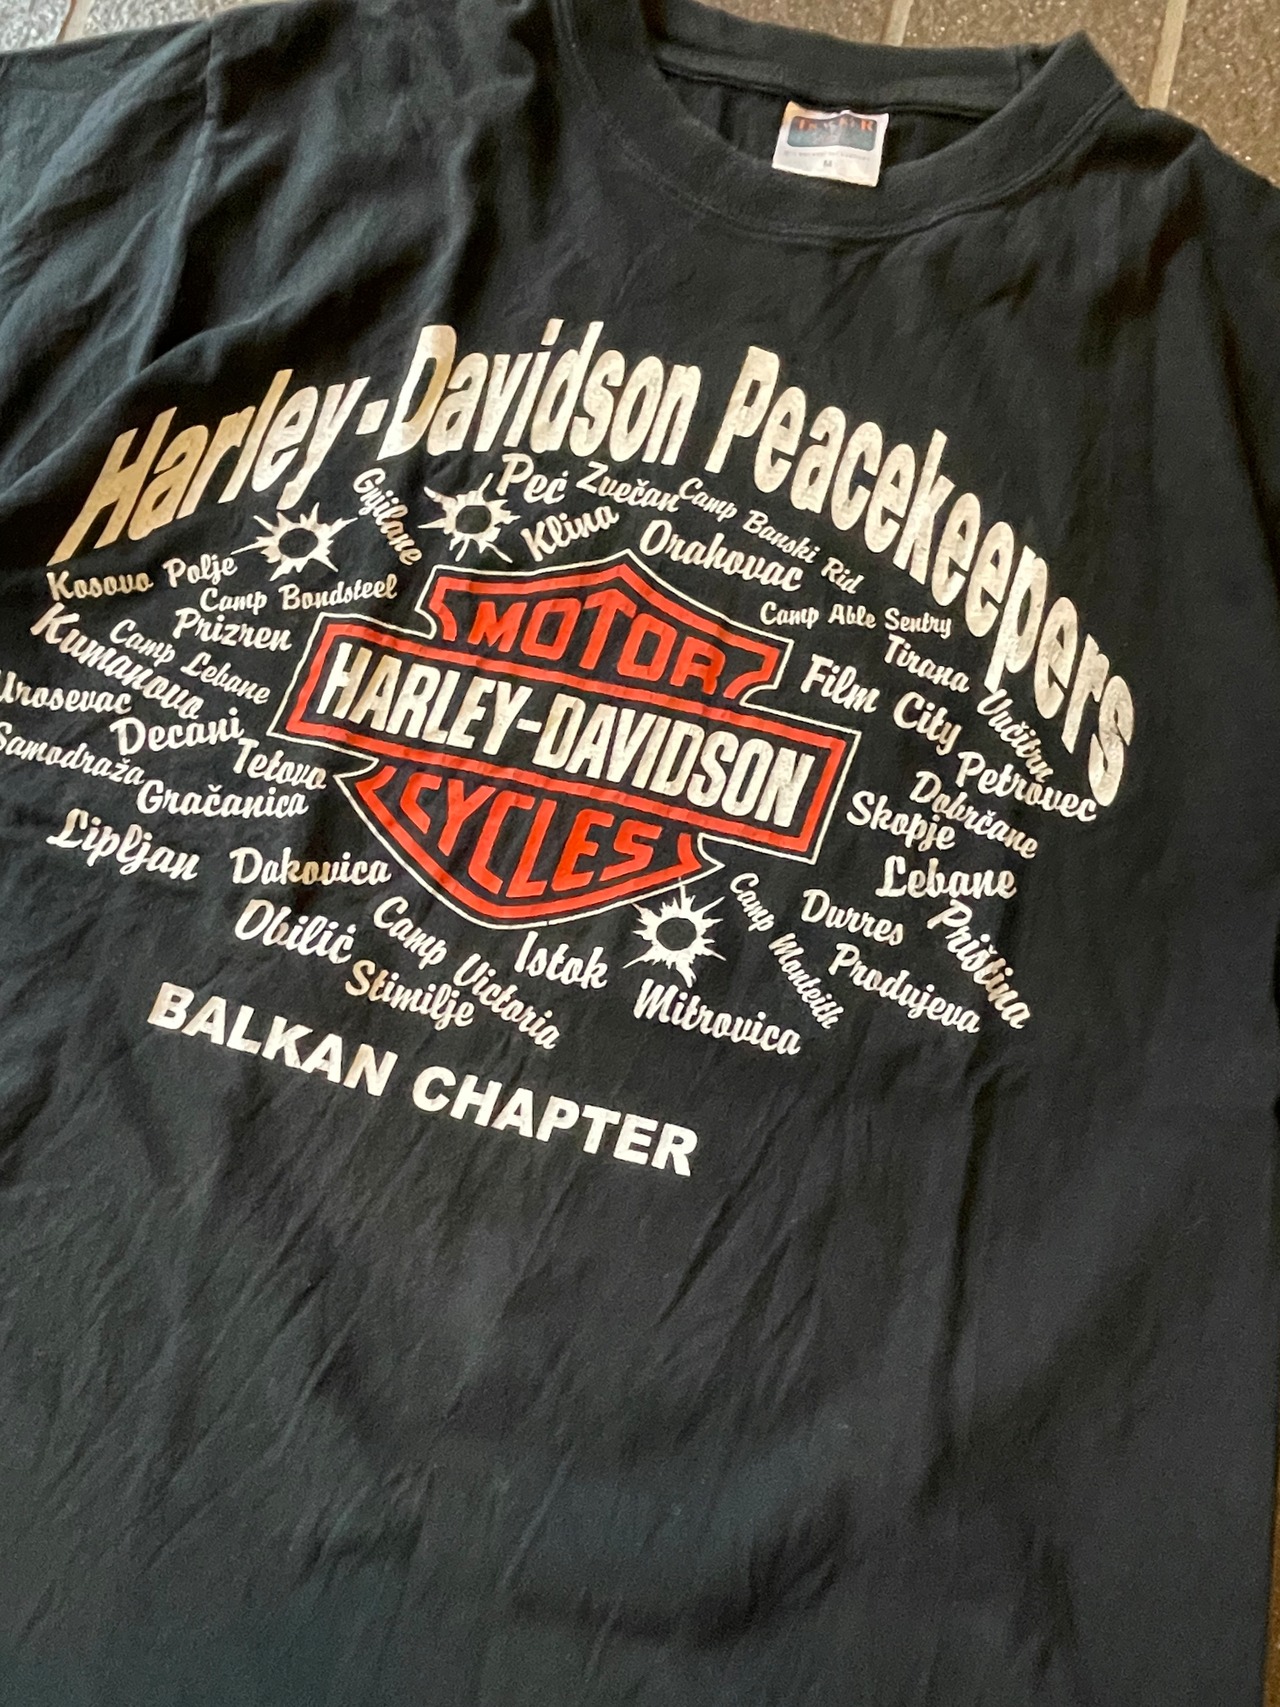 M
Harley-Davidson Peacekeepers
Gnjilane
Peć
Zvečan
Camp Banski Rid
Klina
Orahovac
Kosovo Polje
Camp Bondsteel
Camp Able Sentry
Prizren
Kumanovo
Camp Lebane
Tirana
Film City
Vučitrn
Urosevac
Decani
Petrovec
Samodraža
Tetovo
Dobrčane
Gračanica
Skopje
Lipljan
Dakovica
Lebane
Durres
Priština
Obilić
Camp Victoria
Istok
Camp Monteith
Produjeva
Stimilje
Mitrovica
MOTOR
HARLEY-DAVIDSON
CYCLES
BALKAN CHAPTER